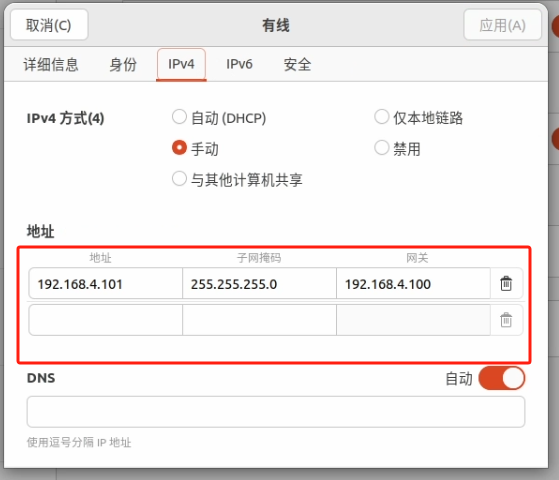 取消(C) 有线 应用(A)
详细信息 身份 IPv4 IPv6 安全
IPv4 方式(4) 自动 (DHCP) 仅本地链路
手动 禁用
与其他计算机共享
地址
地址 子网掩码 网关
192.168.4.101 255.255.255.0 192.168.4.100
DNS 自动
使用逗号分隔 IP 地址